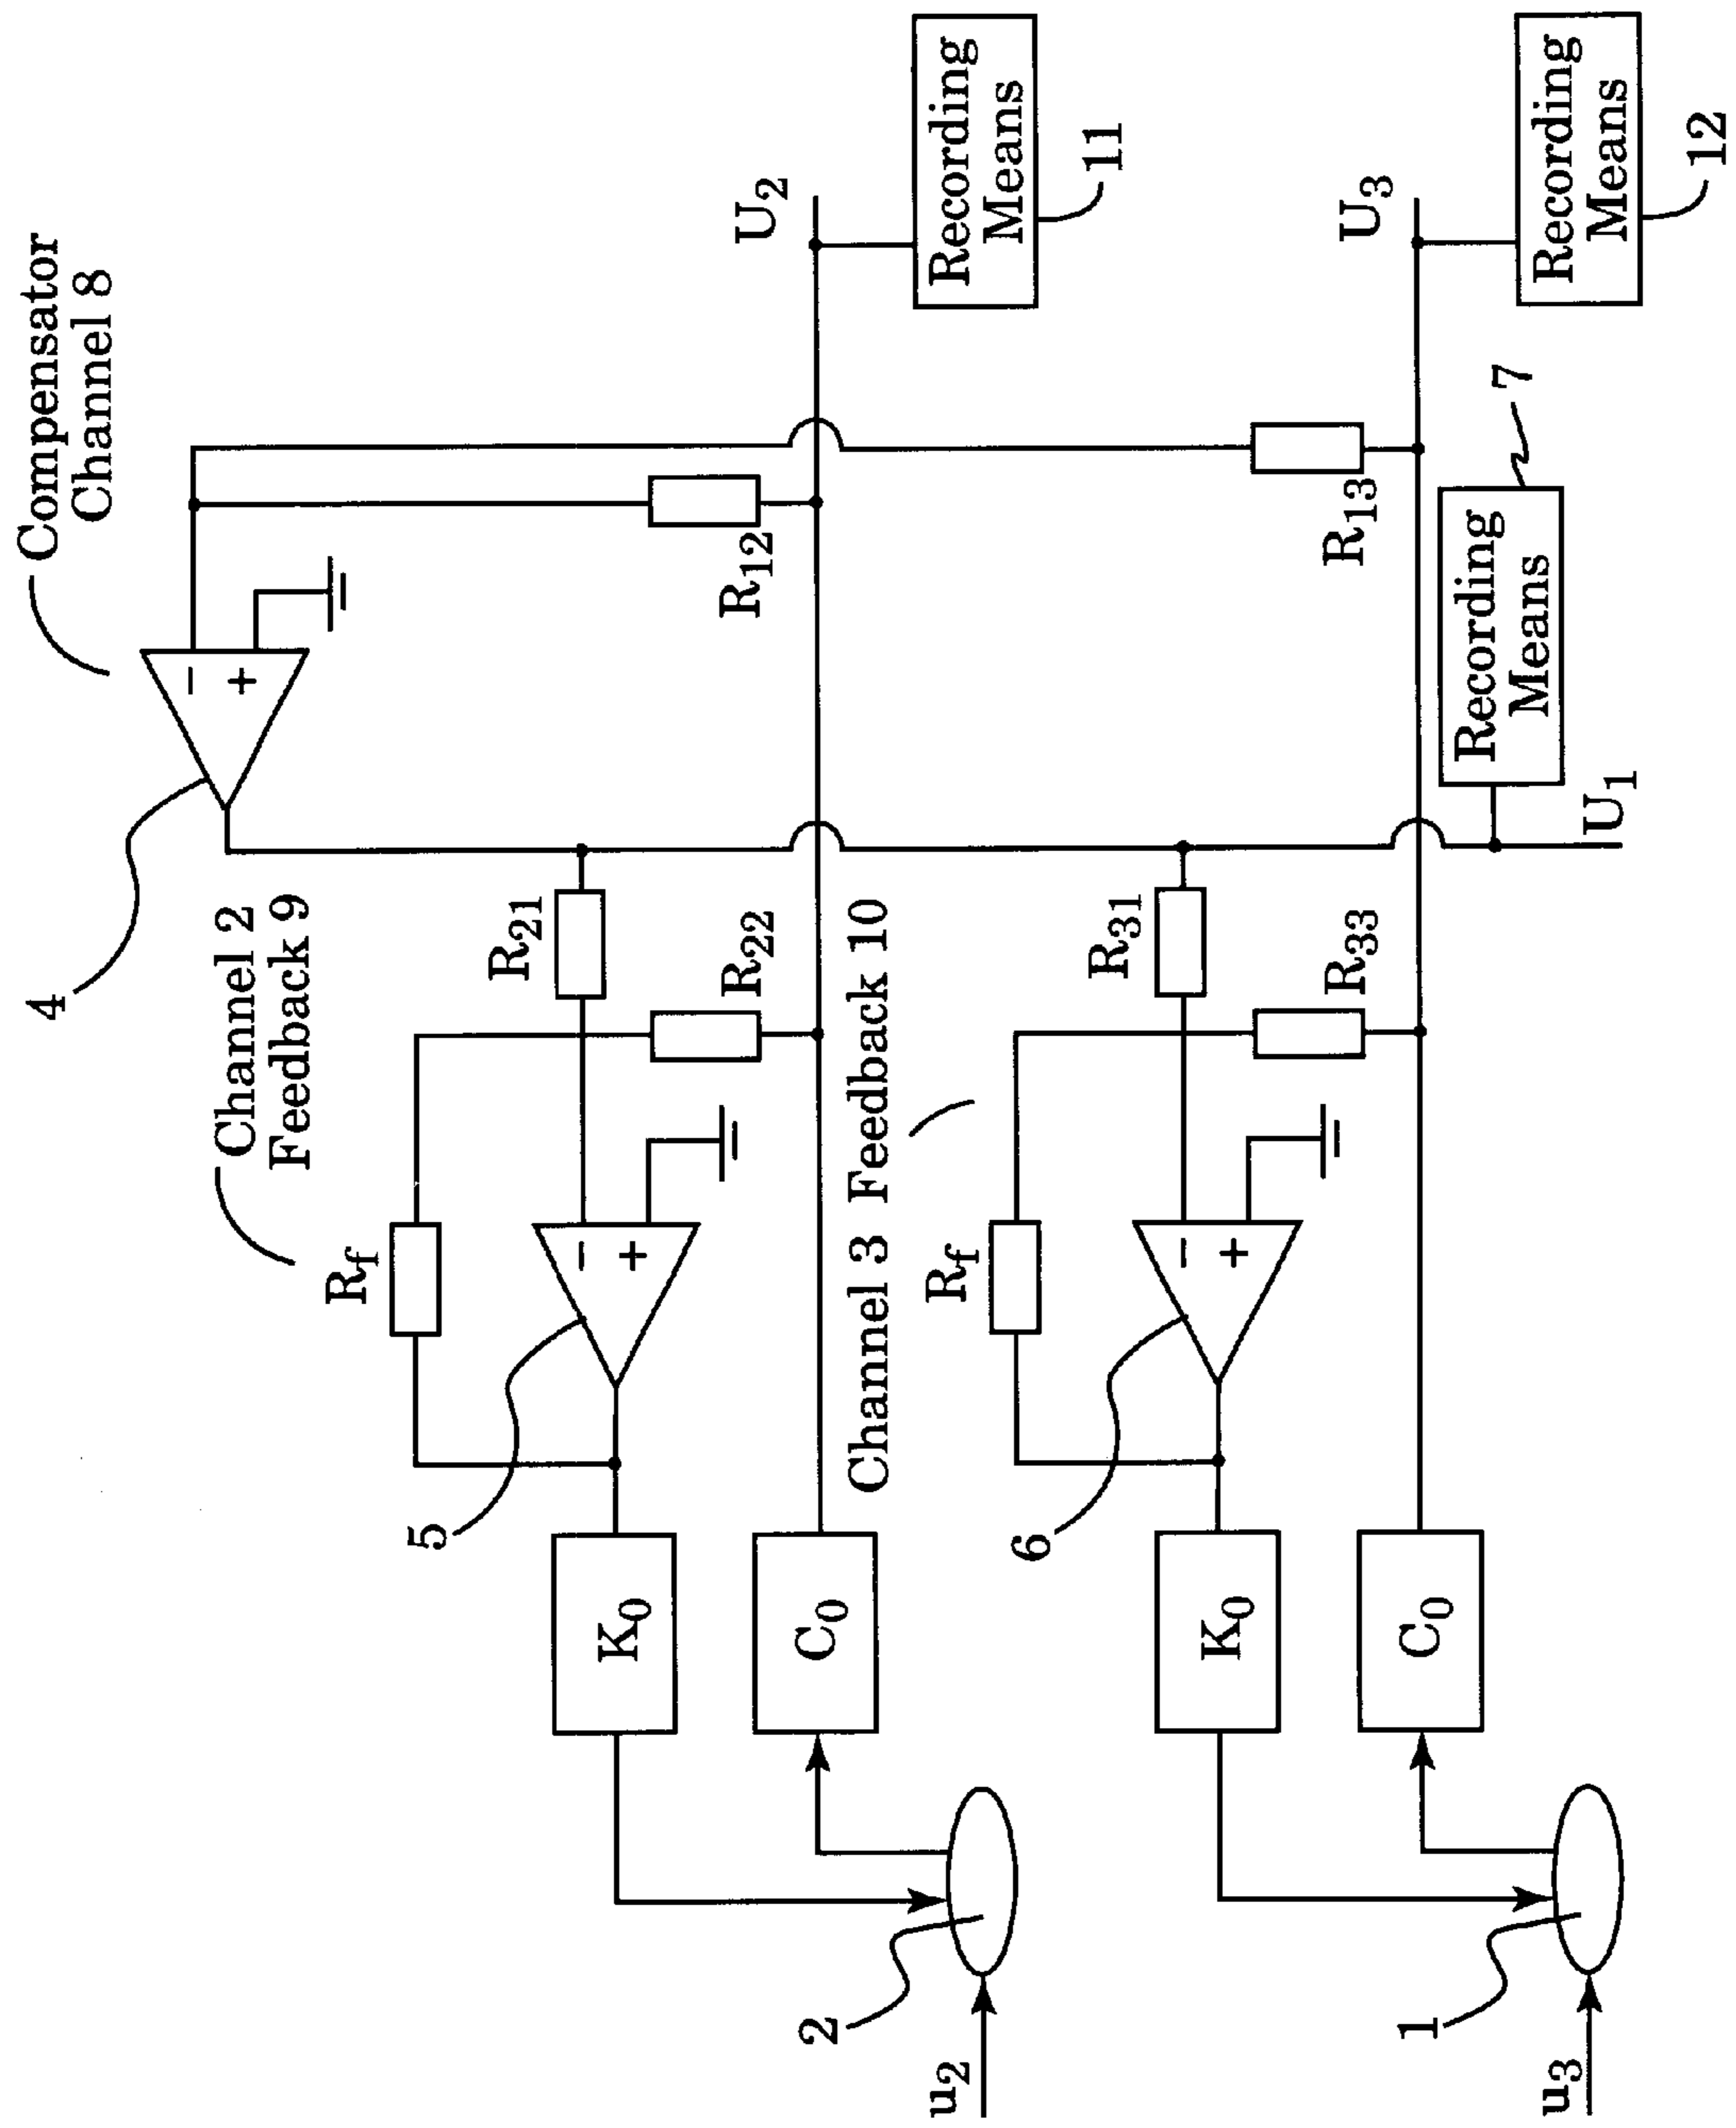 Compensator
Channel 8
4
Channel 2
Feedback 9
U2
Recording
Means
11
R12
R21
R22
Rf
5
K0
C0
2
u2
Channel 3 Feedback 10
U3
Recording
Means
12
R13
Recording
Means
7
U1
R31
R33
Rf
6
K0
C0
1
u3
−
+
−
+
−
+